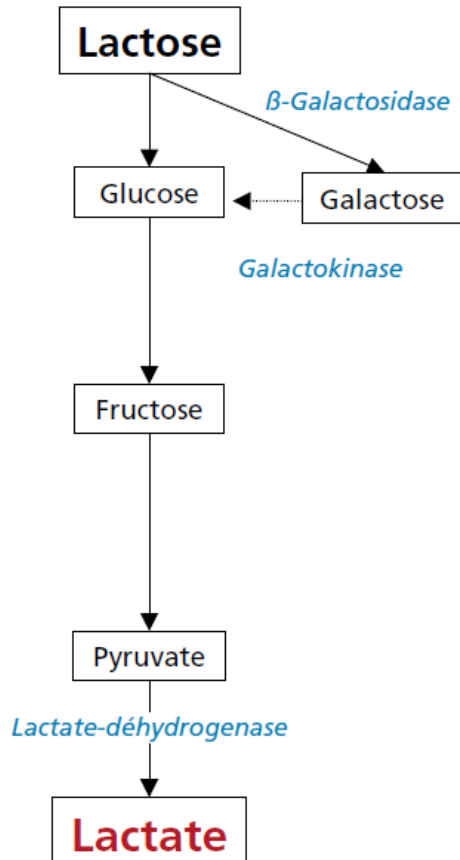 Lactose
ß-Galactosidase
Glucose
Galactose
Galactokinase
Fructose
Pyruvate
Lactate-déhydrogenase
Lactate